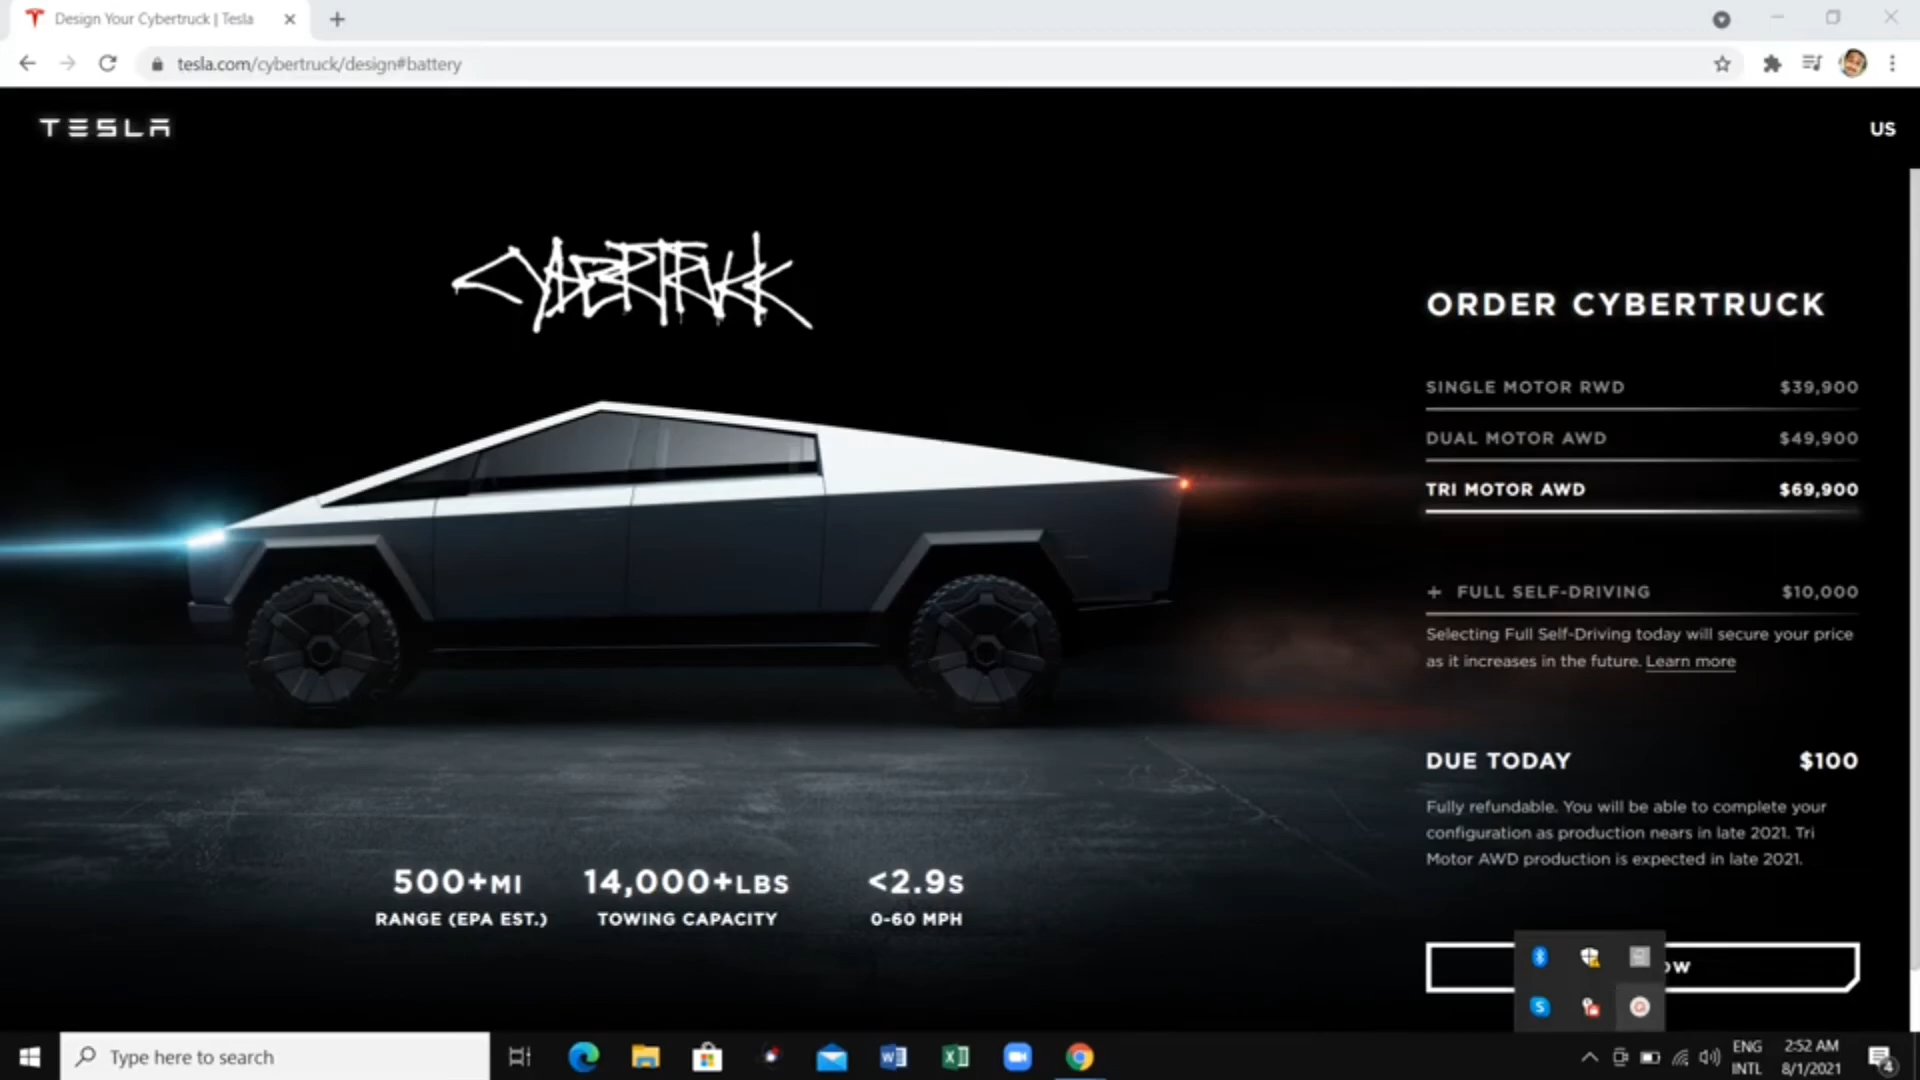 Design Your Cybertruck | Tesla
tesla.com/cybertruck/design#battery
TESLA
US
CYBERTRUCK
ORDER CYBERTRUCK
SINGLE MOTOR RWD $39,900
DUAL MOTOR AWD $49,900
TRI MOTOR AWD $69,900
+ FULL SELF-DRIVING $10,000
Selecting Full Self-Driving today will secure your price
as it increases in the future. Learn more
DUE TODAY $100
Fully refundable. You will be able to complete your
configuration as production nears in late 2021. Tri
Motor AWD production is expected in late 2021.
500+MI 14,000+LBS <2.9S
RANGE (EPA EST.) TOWING CAPACITY 0-60 MPH
Type here to search
ENG
INTL
2:52 AM
8/1/2021
4